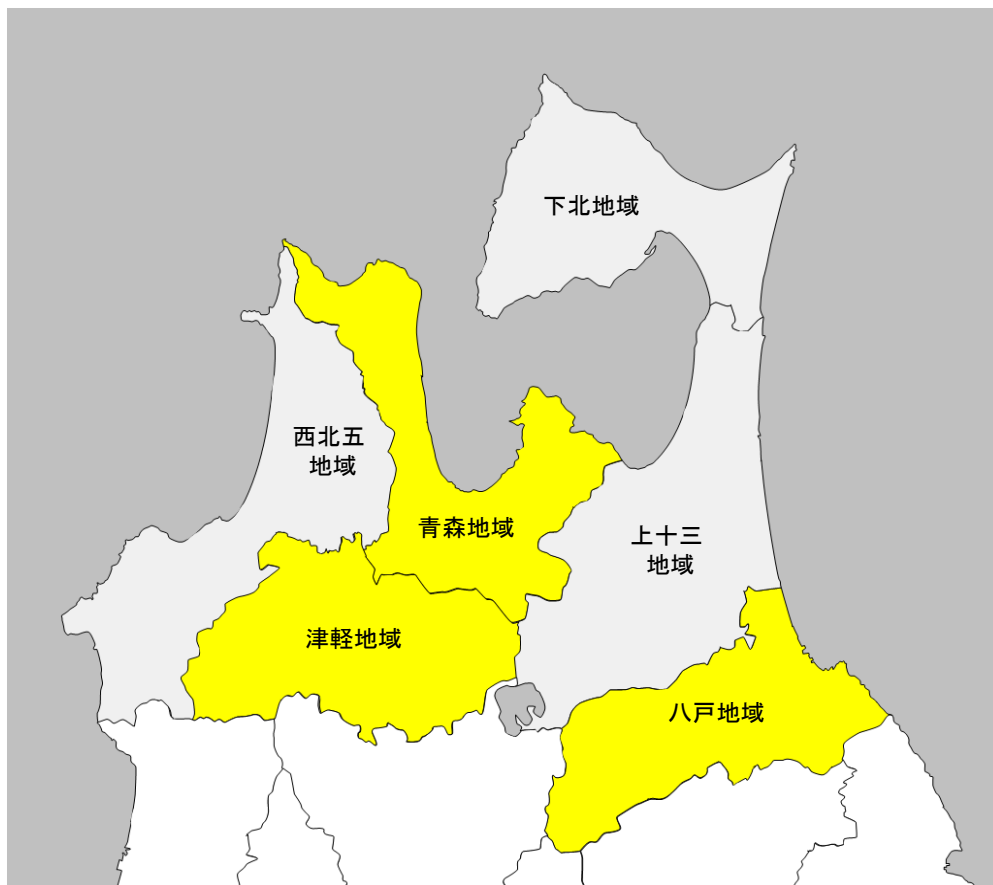 下北地域
西北五
地域
青森地域
上十三
地域
津軽地域
八戸地域